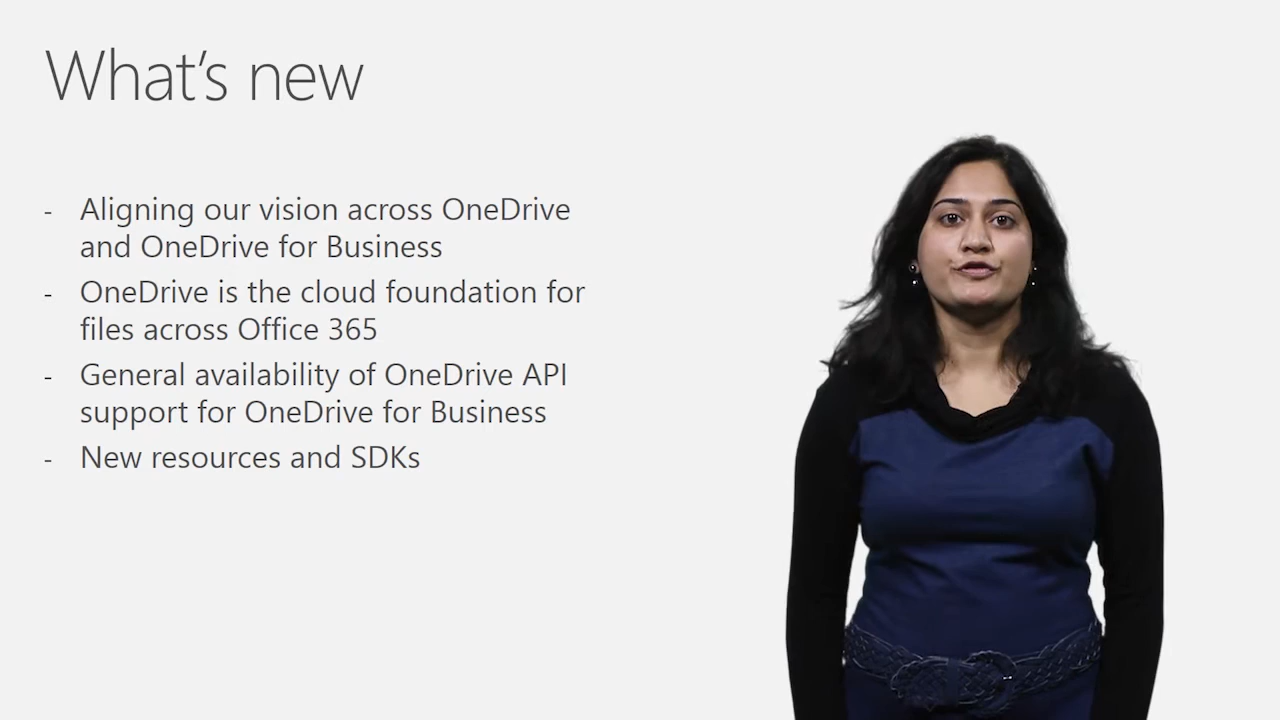 What's new
- Aligning our vision across OneDrive
and OneDrive for Business
- OneDrive is the cloud foundation for
files across Office 365
- General availability of OneDrive API
support for OneDrive for Business
- New resources and SDKs